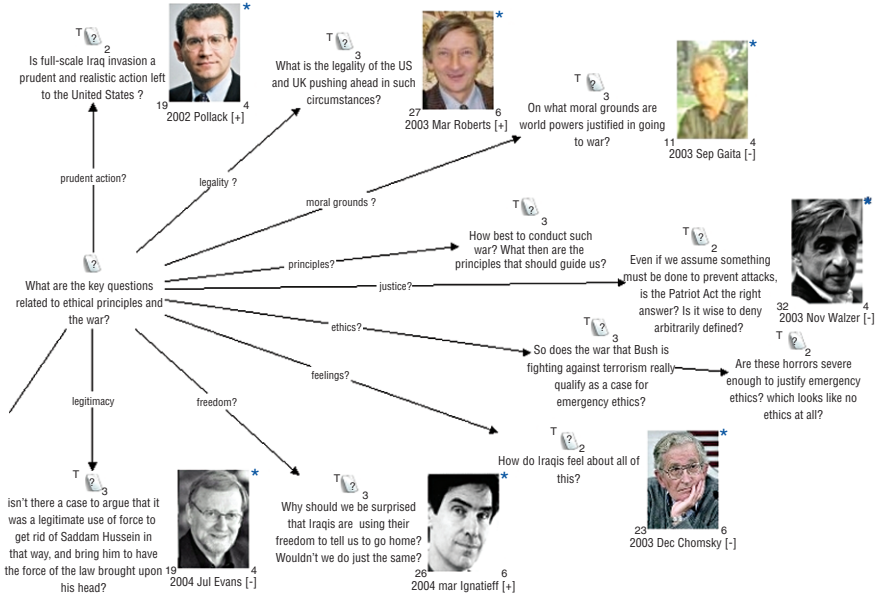 T ? 2
Is full-scale Iraq invasion a
prudent and realistic action left
to the United States ?
*
19 4
2002 Pollack [+]
T ? 3
What is the legality of the US
and UK pushing ahead in such
circumstances?
*
27 6
2003 Mar Roberts [+]
T ? 3
On what moral grounds are
world powers justified in going
to war?
*
11 4
2003 Sep Gaita [-]
prudent action?
legality ?
moral grounds ?
?
What are the key questions
related to ethical principles and
the war?
principles?
T ? 3
How best to conduct such
war? What then are the
principles that should guide us?
justice?
T ? 2
Even if we assume something
must be done to prevent attacks,
is the Patriot Act the right
answer? Is it wise to deny
arbitrarily defined?
*
32 4
2003 Nov Walzer [-]
ethics?
T ? 3
So does the war that Bush is
fighting against terrorism really
qualify as a case for
emergency ethics?
T ? 2
Are these horrors severe
enough to justify emergency
ethics? which looks like no
ethics at all?
feelings?
T ? 2
How do Iraqis feel about all of
this?
*
23 6
2003 Dec Chomsky [-]
legitimacy
freedom?
T ? 3
isn't there a case to argue that it
was a legitimate use of force to
get rid of Saddam Hussein in
that way, and bring him to have
the force of the law brought upon
his head?
*
19 4
2004 Jul Evans [-]
T ? 3
Why should we be surprised
that Iraqis are using their
freedom to tell us to go home?
Wouldn't we do just the same?
*
26 6
2004 mar Ignatieff [+]